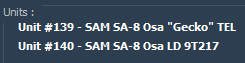 Units :
Unit #139 - SAM SA-8 Osa "Gecko" TEL
Unit #140 - SAM SA-8 Osa LD 9T217